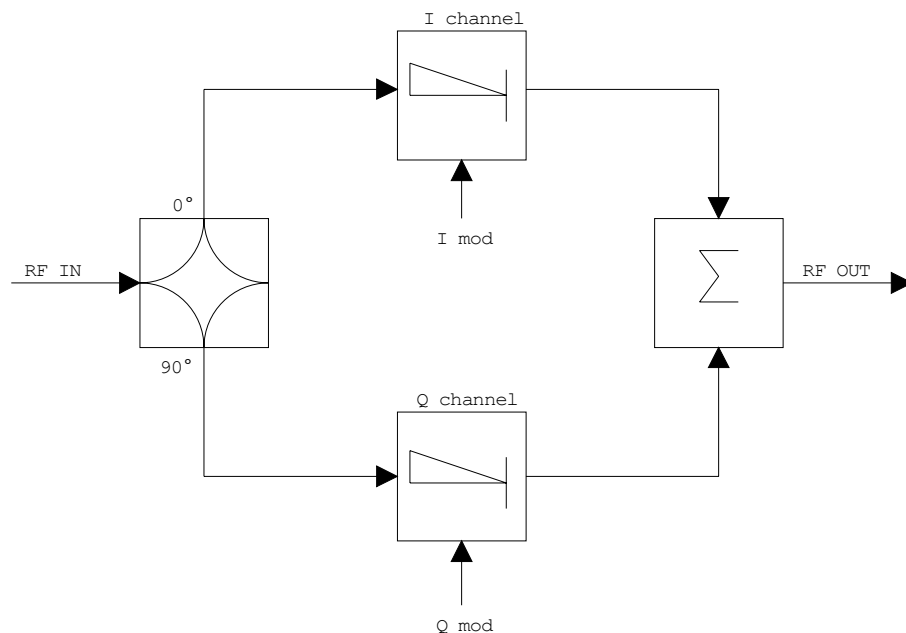 I channel
I mod
0°
RF IN
Σ
RF OUT
90°
Q channel
Q mod